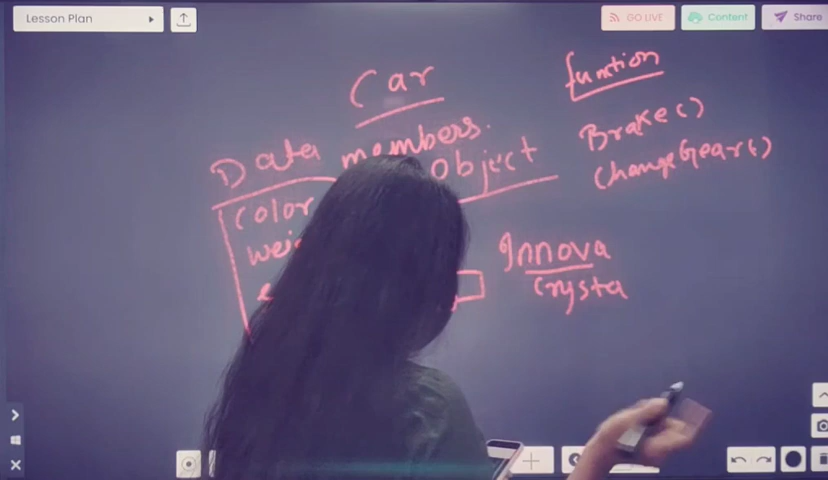 Lesson Plan
GO LIVE
Content
Share
Car
function
Data members.
Object
Brake()
ChangeGear()
Color
Innova
Crysta